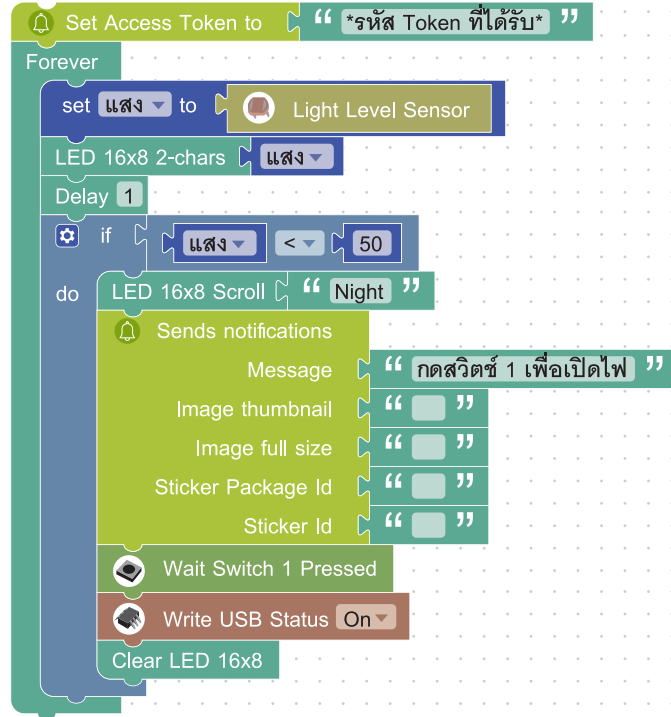 Set Access Token to “ *รหัส Token ที่ได้รับ* ”
Forever
set แสง to Light Level Sensor
LED 16x8 2-chars แสง
Delay 1
if แสง < 50
do LED 16x8 Scroll “ Night ”
Sends notifications
Message “ กดสวิตช์ 1 เพื่อเปิดไฟ ”
Image thumbnail “ ”
Image full size “ ”
Sticker Package Id “ ”
Sticker Id “ ”
Wait Switch 1 Pressed
Write USB Status On
Clear LED 16x8